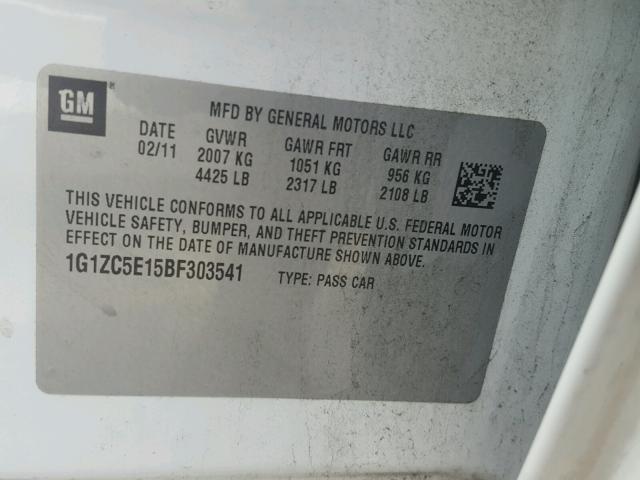 GM
MFD BY GENERAL MOTORS LLC
DATE GVWR GAWR FRT GAWR RR
02/11 2007 KG 1051 KG 956 KG
4425 LB 2317 LB 2108 LB
THIS VEHICLE CONFORMS TO ALL APPLICABLE U.S. FEDERAL MOTOR
VEHICLE SAFETY, BUMPER, AND THEFT PREVENTION STANDARDS IN
EFFECT ON THE DATE OF MANUFACTURE SHOWN ABOVE.
1G1ZC5E15BF303541 TYPE: PASS CAR